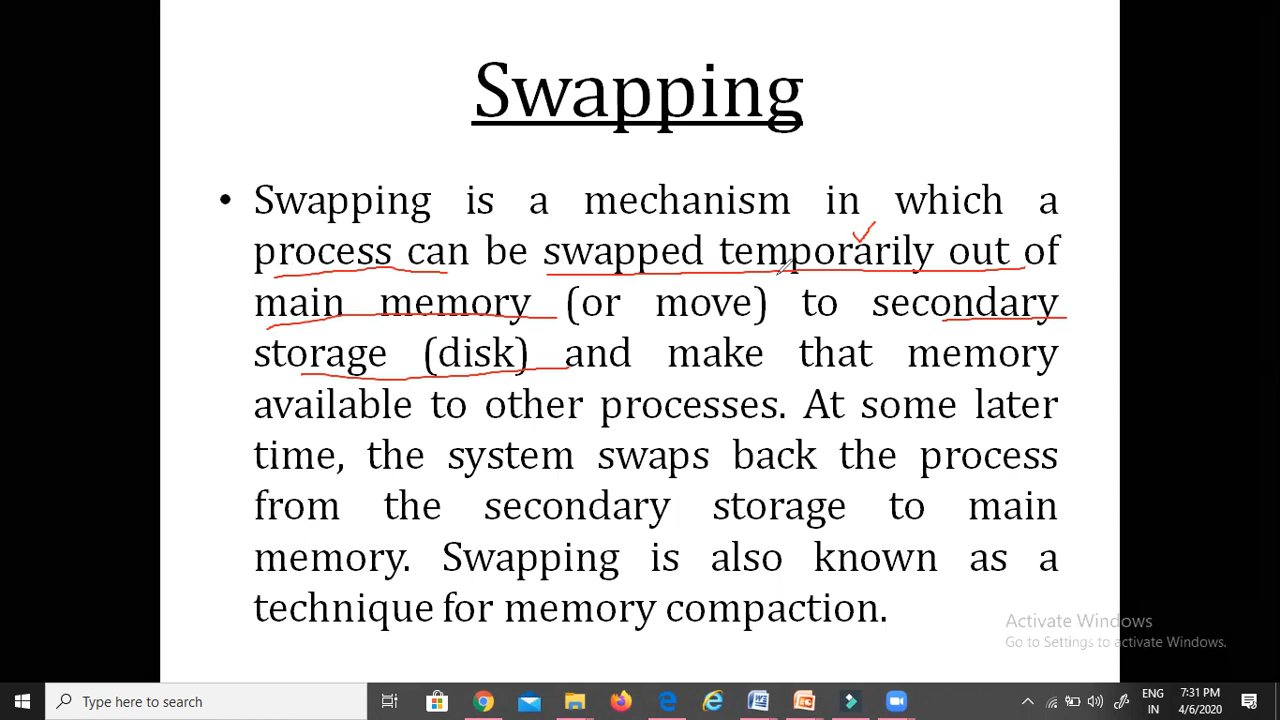 Swapping
• Swapping is a mechanism in which a
process can be swapped temporarily out of
main memory (or move) to secondary
storage (disk) and make that memory
available to other processes. At some later
time, the system swaps back the process
from the secondary storage to main
memory. Swapping is also known as a
technique for memory compaction.
Activate Windows
Go to Settings to activate Windows.
Type here to search
ENG
IN
7:31 PM
4/6/2020